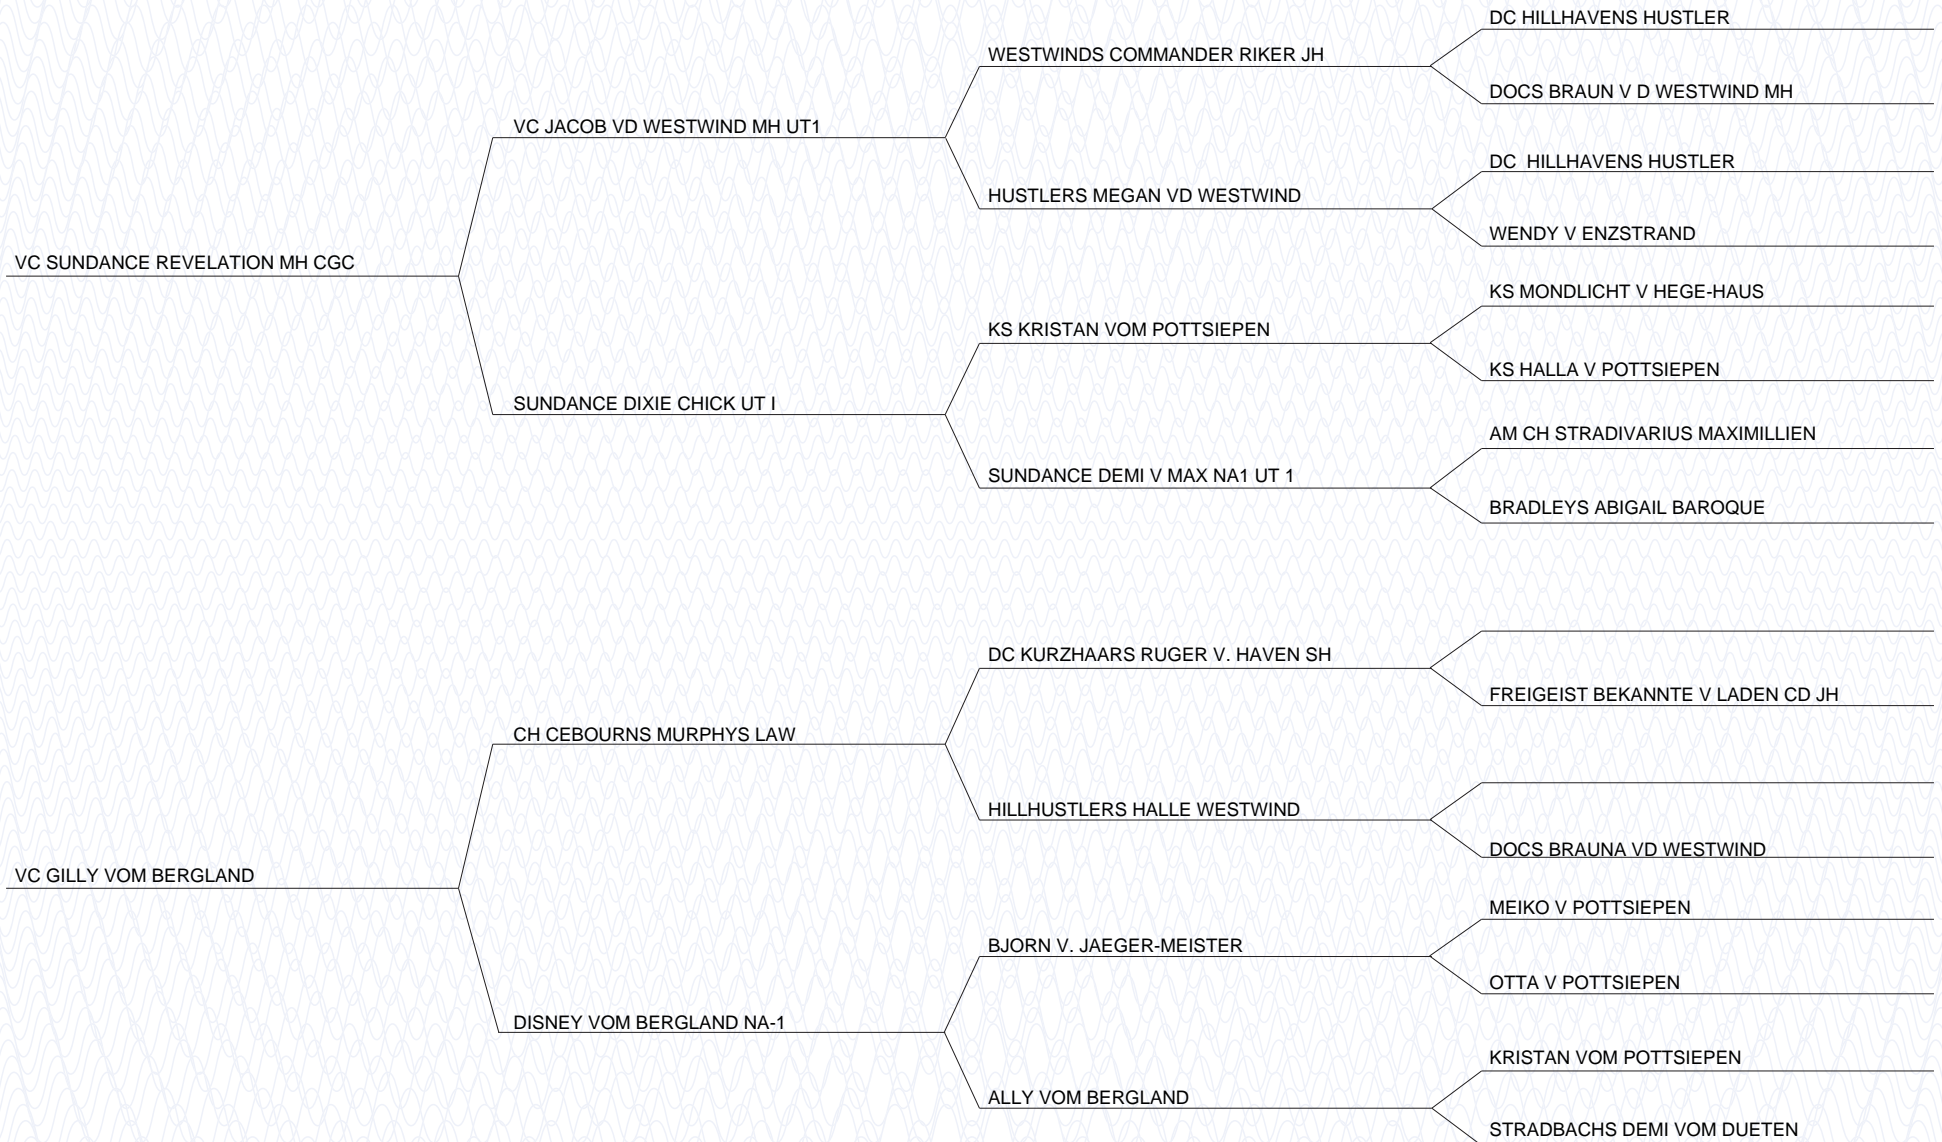 DC HILLHAVENS HUSTLER
WESTWINDS COMMANDER RIKER JH
DOCS BRAUN V D WESTWIND MH
VC JACOB VD WESTWIND MH UT1
DC  HILLHAVENS HUSTLER
HUSTLERS MEGAN VD WESTWIND
WENDY V ENZSTRAND
VC SUNDANCE REVELATION MH CGC
KS MONDLICHT V HEGE-HAUS
KS KRISTAN VOM POTTSIEPEN
KS HALLA V POTTSIEPEN
SUNDANCE DIXIE CHICK UT I
AM CH STRADIVARIUS MAXIMILLIEN
SUNDANCE DEMI V MAX NA1 UT 1
BRADLEYS ABIGAIL BAROQUE
DC KURZHAARS RUGER V. HAVEN SH
FREIGEIST BEKANNTE V LADEN CD JH
CH CEBOURNS MURPHYS LAW
HILLHUSTLERS HALLE WESTWIND
DOCS BRAUNA VD WESTWIND
VC GILLY VOM BERGLAND
MEIKO V POTTSIEPEN
BJORN V. JAEGER-MEISTER
OTTA V POTTSIEPEN
DISNEY VOM BERGLAND NA-1
KRISTAN VOM POTTSIEPEN
ALLY VOM BERGLAND
STRADBACHS DEMI VOM DUETEN